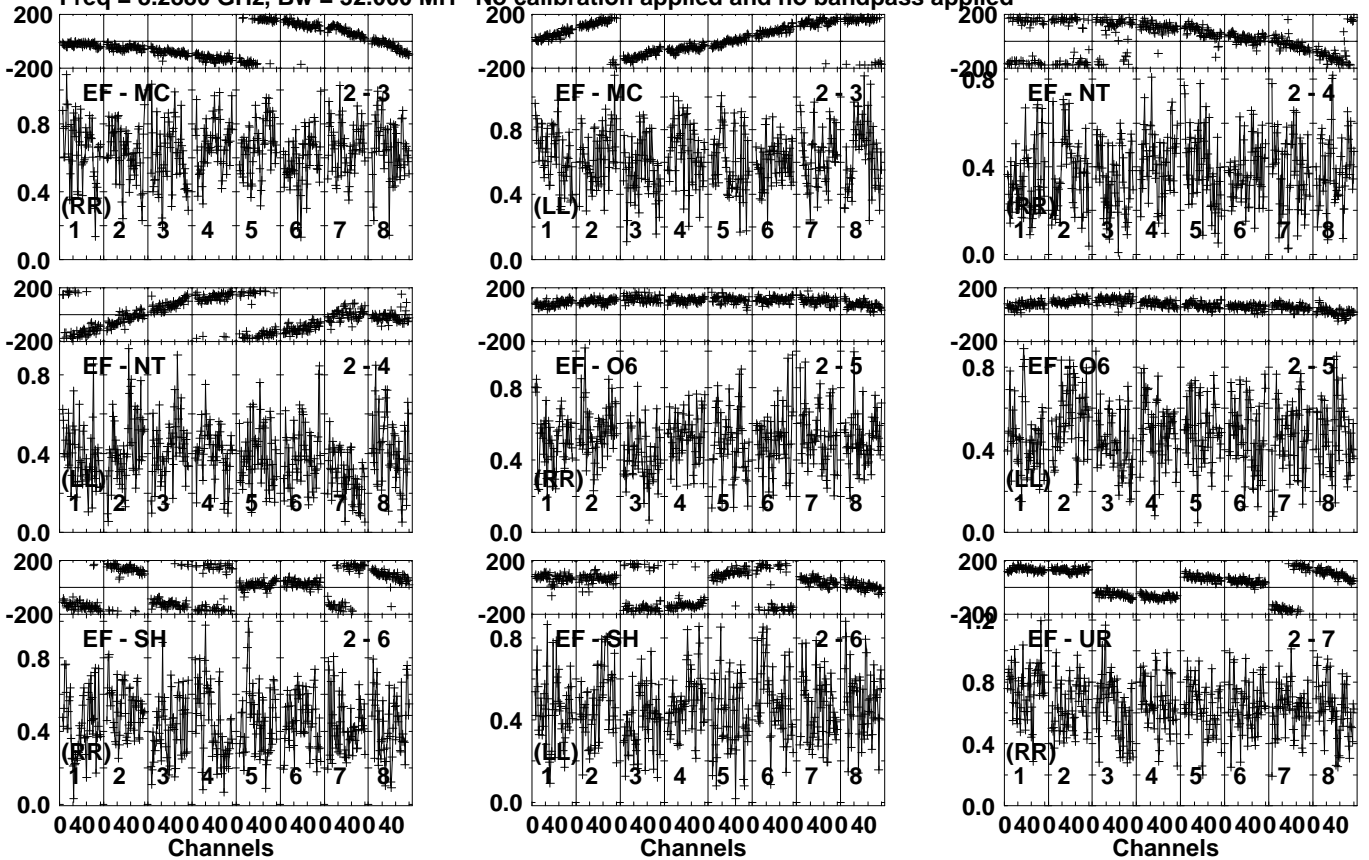 Freq = 8.2880 GHz, Bw = 32.000 MH No calibration applied and no bandpass applied
200 200 200
-200 -200 -200
0.8
EF - MC 2 - 3 EF - MC 2 - 3 EF - NT 2 - 4
0.8 0.8
0.4 0.4 0.4
(RR) (LL) (RR)
1 2 3 4 5 6 7 8 1 2 3 4 5 6 7 8 1 2 3 4 5 6 7 8
0.0 0.0 0.0
200 200 200
-200 -200 -200
EF - NT 2 - 4 EF - O6 2 - 5 EF - O6 2 - 5
0.8 0.8 0.8
0.4 0.4 0.4
(LL) (RR) (LL)
1 2 3 4 5 6 7 8 1 2 3 4 5 6 7 8 1 2 3 4 5 6 7 8
0.0 0.0 0.0
200 200 200
-200 -200 -200
1.2
EF - SH 2 - 6 EF - SH 2 - 6 EF - UR 2 - 7
0.8 0.8 0.8
0.4 0.4 0.4
(RR) (LL) (RR)
1 2 3 4 5 6 7 8 1 2 3 4 5 6 7 8 1 2 3 4 5 6 7 8
0.0 0.0 0.0
0 40 0 40 0 40 0 40 0 40 0 40 0 40 0 40 0 40 0 40 0 40 0 40 0 40 0 40 0 40 0 40 0 40 0 40 0 40 0 40 0 40 0 40 0 40 0 40
Channels Channels Channels